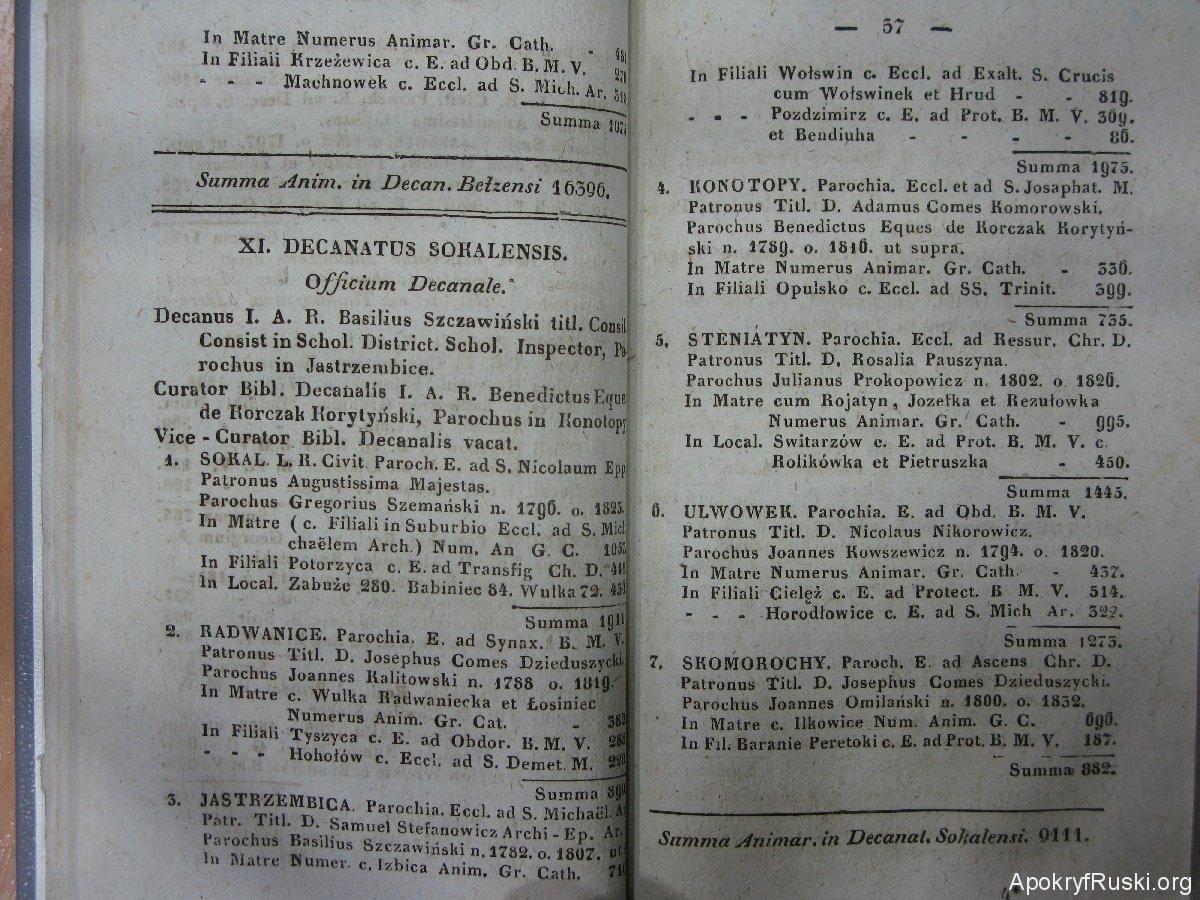 In Matre Numerus Animar. Gr. Cath. -
In Filiali Krzeżewica c. E. ad Obd. B. M. V.
- - - Machnowek c. Eccl. ad S. Mich. Ar.
Summa
Summa Anim. in Decan. Bełzensi 16396.
XI. DECANATUS SOKALENSIS.
Officium Decanale.
Decanus I. A. R. Basilius Szczawiński titl. Consil
Consist in Schol. District. Schol. Inspector, Pa
rochus in Jastrzembice.
Curator Bibl. Decanalis I. A. R. Benedictus Eque
de Korczak Korytyński, Parochus in Konotopy
Vice - Curator Bibl. Decanalis vacat.
1. SOKAL. L. R. Civit. Paroch. E. ad S. Nicolaum Epp
Patronus Augustissima Majestas.
Parochus Gregorius Szemański n. 1796. o. 1825.
In Matre ( c. Filiali in Suburbio Eccl. ad S. Mich
chaëlem Arch.) Num. An G. C.
In Filiali Potorzyca c. E. ad Transfig Ch. D.
In Local. Zabuże 280. Babiniec 84. Wulka 72.
Summa 1911
2. RADWANICE. Parochia. E. ad Synax. B. M. V.
Patronus Titl. D. Josephus Comes Dzieduszycki.
Parochus Joannes Kalitowski n. 1788 o. 1819.
In Matre c. Wulka Radwaniecka et Łosiniec
Numerus Anim. Gr. Cat. - 383
In Filiali Tyszyca c. E. ad Obdor. B. M. V.
- - - Hohołów c. Eccl. ad S. Demet. M.
Summa
3. JASTRZEMBICA. Parochia. Eccl. ad S. Michaël. Ar
Patr. Titl. D. Samuel Stefanowicz Archi - Ep. Ar.
Parochus Basilius Szczawiński n. 1782. o. 1807. ut
In Matre Numer. c. Izbica Anim. Gr. Cath.
— 57 —
In Filiali Wołswin c. Eccl. ad Exalt. S. Crucis
cum Wołswinek et Hrud - - 819.
- - - Pozdzimirz c. E. ad Prot. B. M. V. 369.
et Bendiuha - - - - 86.
Summa 1975.
4. KONOTOPY. Parochia. Eccl. et ad S. Josaphat. M.
Patronus Titl. D. Adamus Comes Komorowski.
Parochus Benedictus Eques de Korczak Korytyń-
ski n. 1789. o. 1816. ut supra.
In Matre Numerus Animar. Gr. Cath. - 336.
In Filiali Opulsko c. Eccl. ad SS. Trinit. 399.
Summa 735.
5. STENIATYN. Parochia. Eccl. ad Ressur. Chr. D.
Patronus Titl. D, Rosalia Pauszyna.
Parochus Julianus Prokopowicz n. 1802. o. 1826.
In Matre cum Rojatyn, Jozefka et Rezułowka
Numerus Animar. Gr. Cath. - 995.
In Local. Switarzów c. E. ad Prot. B. M. V. c.
Rolikówka et Pietruszka - 450.
Summa 1445.
6. ULWOWEK. Parochia. E. ad Obd. B. M. V.
Patronus Titl. D. Nicolaus Nikorowicz.
Parochus Joannes Kowszewicz n. 1794. o. 1820.
In Matre Numerus Animar. Gr. Cath. - 437.
In Filiali Cielęż c. E. ad Protect. B M. V. 514.
- - - Horodłowice c. E. ad S. Mich Ar. 322.
Summa 1273.
7, SKOMOROCHY. Paroch. E. ad Ascens Chr. D.
Patronus Titl. D. Josephus Comes Dzieduszycki.
Parochus Joannes Omilański n. 1800. o. 1832.
In Matre c. Ilkowice Num. Anim. G. C. 696.
In Fil. Baranie Peretoki c. E. ad Prot. B. M. V. 187.
Summa 882.
Summa Animar. in Decanat. Sokalensi. 9111.
ApokryfRuski.org